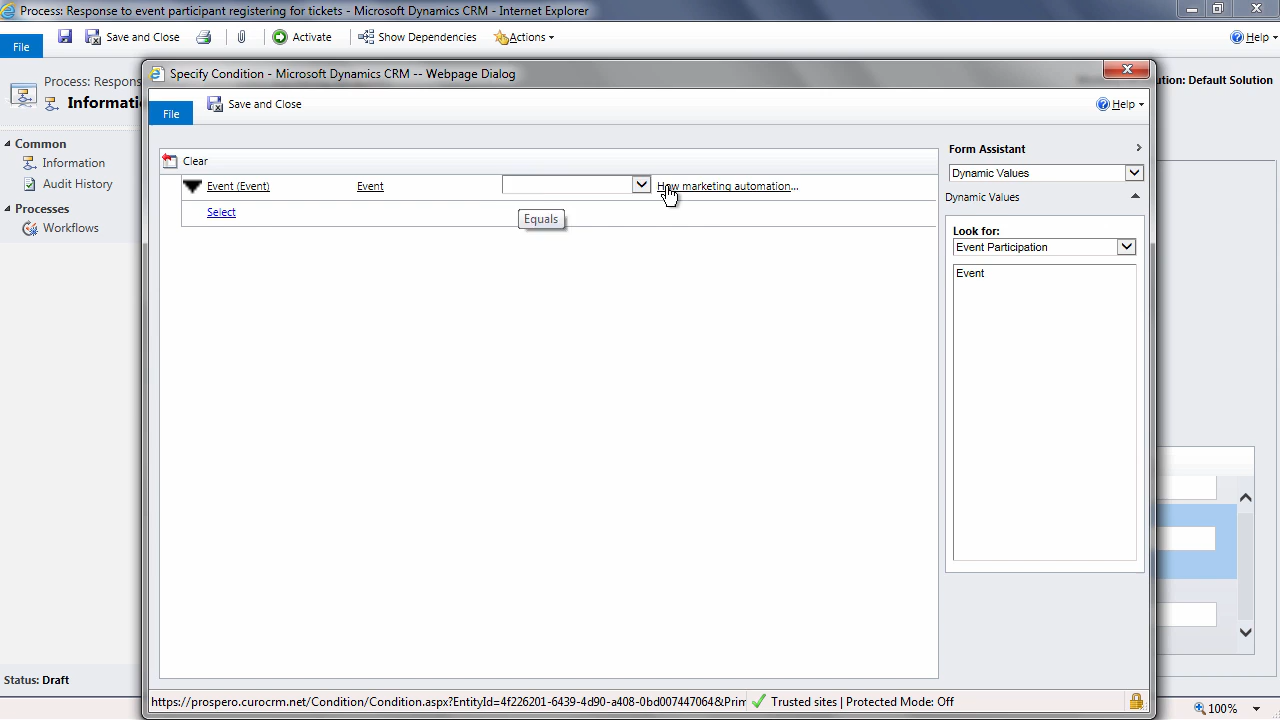 Process: Response to event participant registering for tickets - Microsoft Dynamics CRM - Internet Explorer
File
Save and Close
Activate
Show Dependencies
Actions
Help
Process: Respons
Informati
ution: Default Solution
Common
Information
Audit History
Processes
Workflows
Status: Draft
Specify Condition - Microsoft Dynamics CRM -- Webpage Dialog
File
Save and Close
Help
Clear
Event (Event)
Event
How marketing automation...
Select
Equals
Form Assistant
Dynamic Values
Dynamic Values
Look for:
Event Participation
Event
https://prospero.curocrm.net/Condition/Condition.aspx?EntityId=4f226201-6439-4d90-a408-0bd007447064&Prim
Trusted sites | Protected Mode: Off
100%